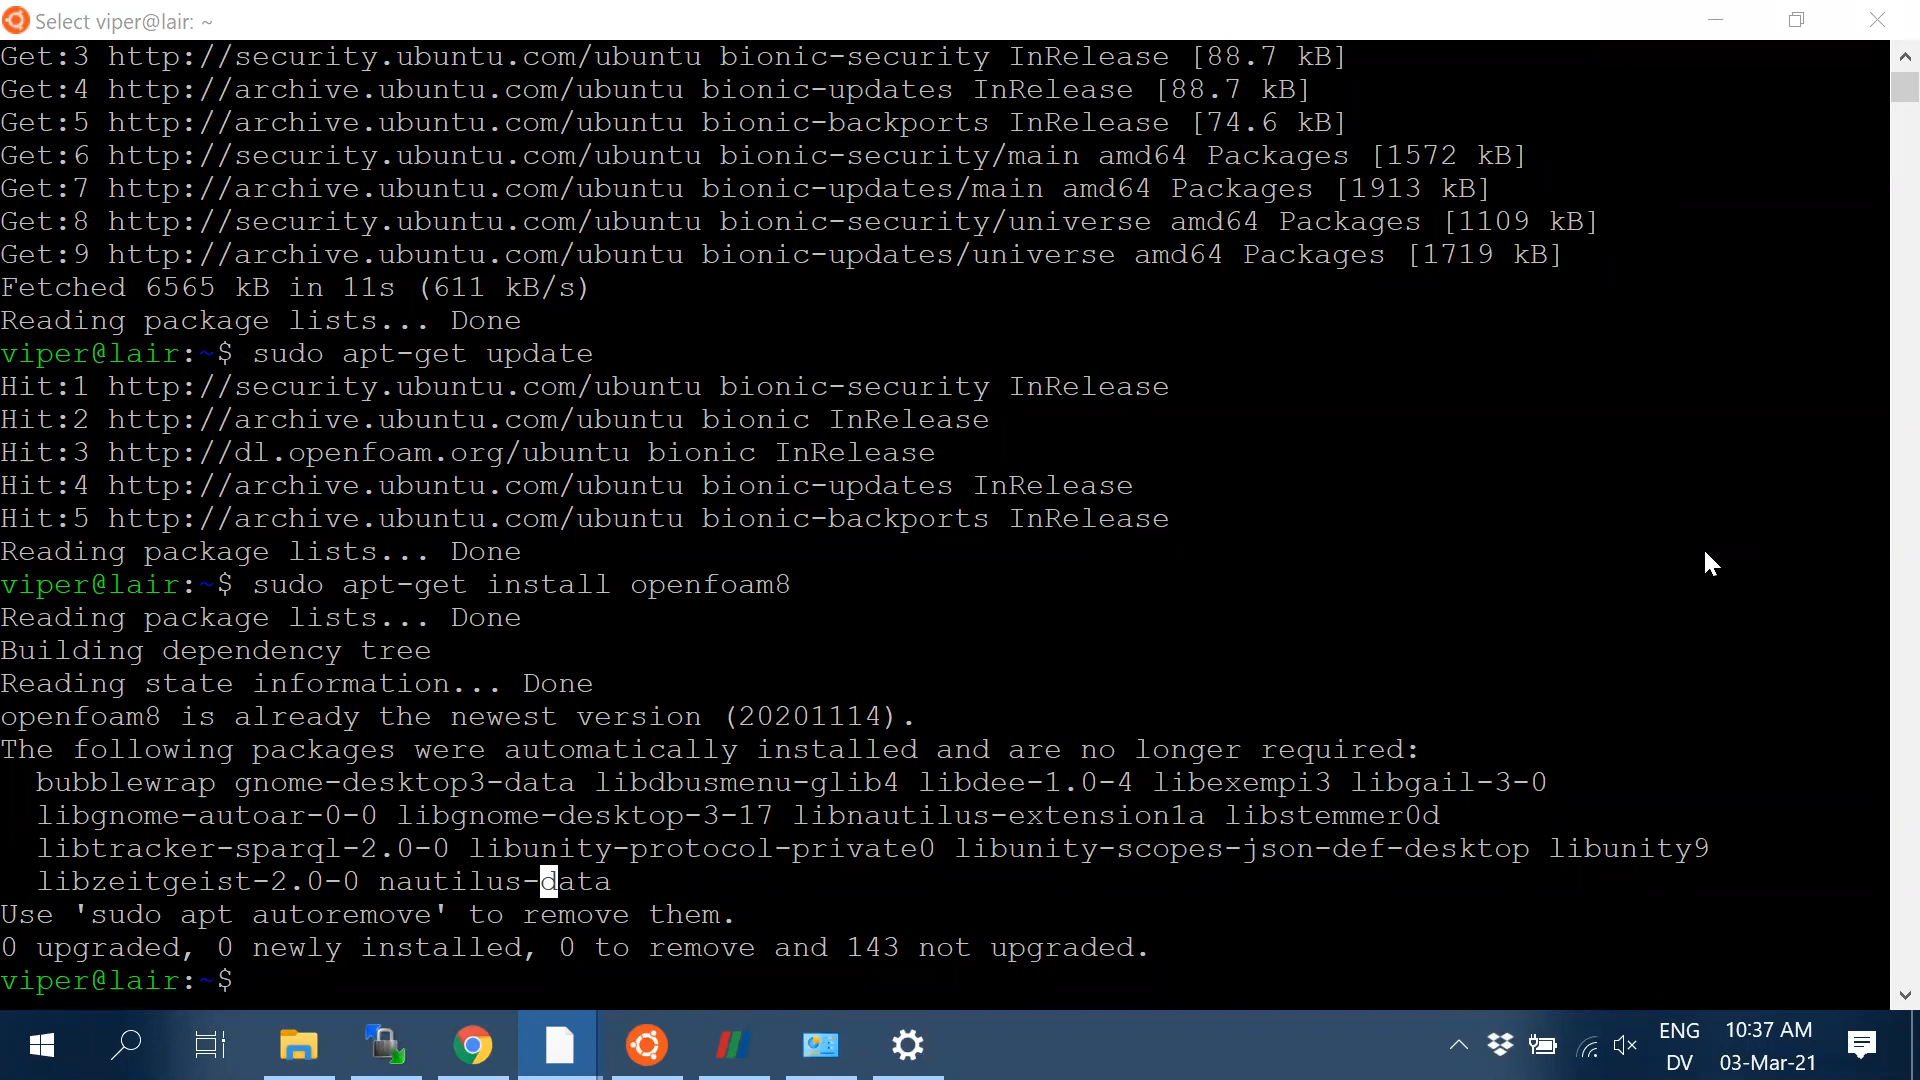 Select viper@lair: ~
Get:3 http://security.ubuntu.com/ubuntu bionic-security InRelease [88.7 kB]
Get:4 http://archive.ubuntu.com/ubuntu bionic-updates InRelease [88.7 kB]
Get:5 http://archive.ubuntu.com/ubuntu bionic-backports InRelease [74.6 kB]
Get:6 http://security.ubuntu.com/ubuntu bionic-security/main amd64 Packages [1572 kB]
Get:7 http://archive.ubuntu.com/ubuntu bionic-updates/main amd64 Packages [1913 kB]
Get:8 http://security.ubuntu.com/ubuntu bionic-security/universe amd64 Packages [1109 kB]
Get:9 http://archive.ubuntu.com/ubuntu bionic-updates/universe amd64 Packages [1719 kB]
Fetched 6565 kB in 11s (611 kB/s)
Reading package lists... Done
viper@lair:~$ sudo apt-get update
Hit:1 http://security.ubuntu.com/ubuntu bionic-security InRelease
Hit:2 http://archive.ubuntu.com/ubuntu bionic InRelease
Hit:3 http://dl.openfoam.org/ubuntu bionic InRelease
Hit:4 http://archive.ubuntu.com/ubuntu bionic-updates InRelease
Hit:5 http://archive.ubuntu.com/ubuntu bionic-backports InRelease
Reading package lists... Done
viper@lair:~$ sudo apt-get install openfoam8
Reading package lists... Done
Building dependency tree
Reading state information... Done
openfoam8 is already the newest version (20201114).
The following packages were automatically installed and are no longer required:
  bubblewrap gnome-desktop3-data libdbusmenu-glib4 libdee-1.0-4 libexempi3 libgail-3-0
  libgnome-autoar-0-0 libgnome-desktop-3-17 libnautilus-extension1a libstemmer0d
  libtracker-sparql-2.0-0 libunity-protocol-private0 libunity-scopes-json-def-desktop libunity9
  libzeitgeist-2.0-0 nautilus-data
Use 'sudo apt autoremove' to remove them.
0 upgraded, 0 newly installed, 0 to remove and 143 not upgraded.
viper@lair:~$
ENG 10:37 AM
DV 03-Mar-21